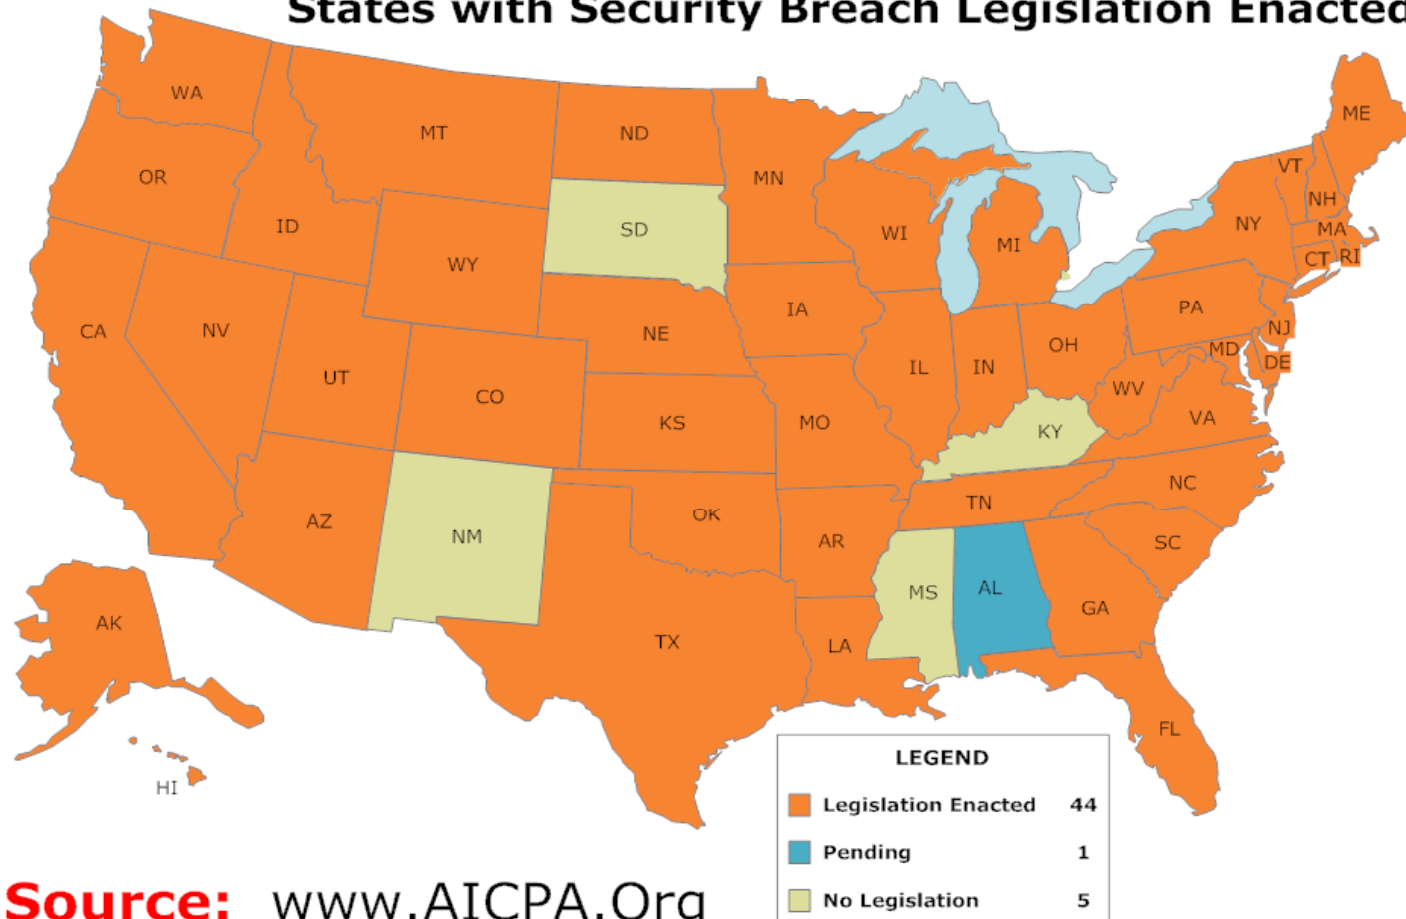 States with Security Breach Legislation Enacted
WA
ME
MT
ND
VT
OR
MN
NH
ID
SD
NY
MA
WI
MI
CT
RI
WY
IA
PA
CA
NV
NE
NJ
OH
MD
DE
UT
IL
IN
CO
WV
KS
MO
VA
KY
NC
TN
AZ
OK
NM
AR
SC
MS
AL
GA
AK
TX
LA
FL
HI
LEGEND
Legislation Enacted 44
Pending 1
No Legislation 5
Source: www.AICPA.Org